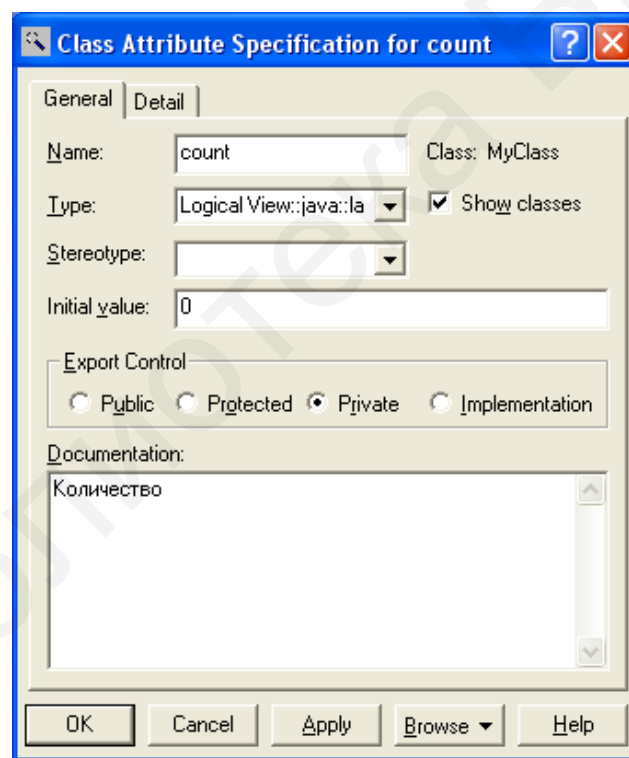 Class Attribute Specification for count
General Detail
Name: count Class: MyClass
Type: Logical View::java::la Show classes
Stereotype:
Initial value: 0
Export Control
Public Protected Private Implementation
Documentation:
Количество
OK Cancel Apply Browse Help